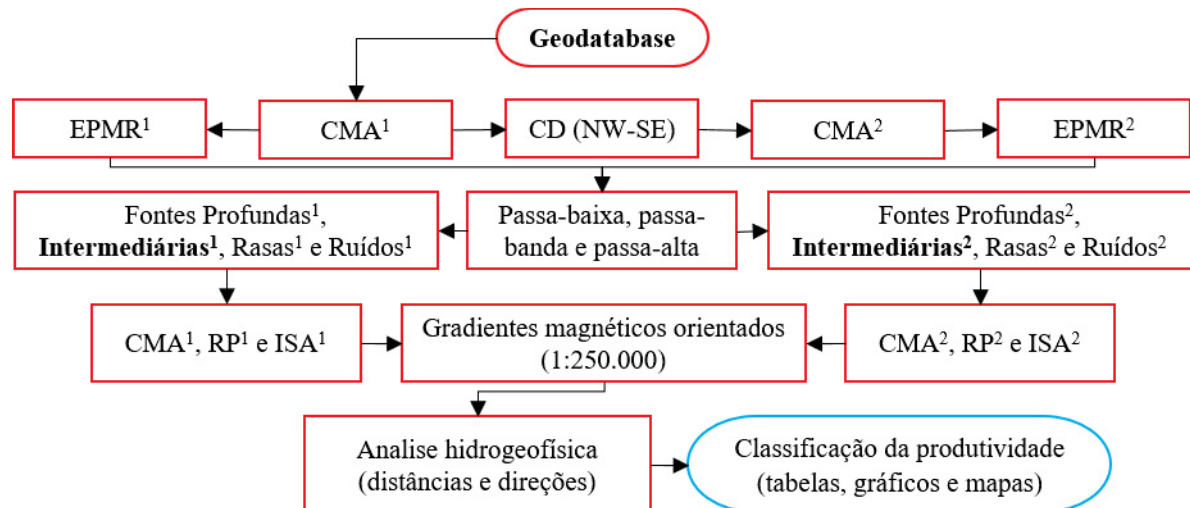 Geodatabase
EPMR¹
CMA¹
CD (NW-SE)
CMA²
EPMR²
Fontes Profundas¹,
Intermediárias¹, Rasas¹ e Ruídos¹
Passa-baixa, passa-
banda e passa-alta
Fontes Profundas²,
Intermediárias², Rasas² e Ruídos²
CMA¹, RP¹ e ISA¹
Gradientes magnéticos orientados
(1:250.000)
CMA², RP² e ISA²
Analise hidrogeofísica
(distâncias e direções)
Classificação da produtividade
(tabelas, gráficos e mapas)